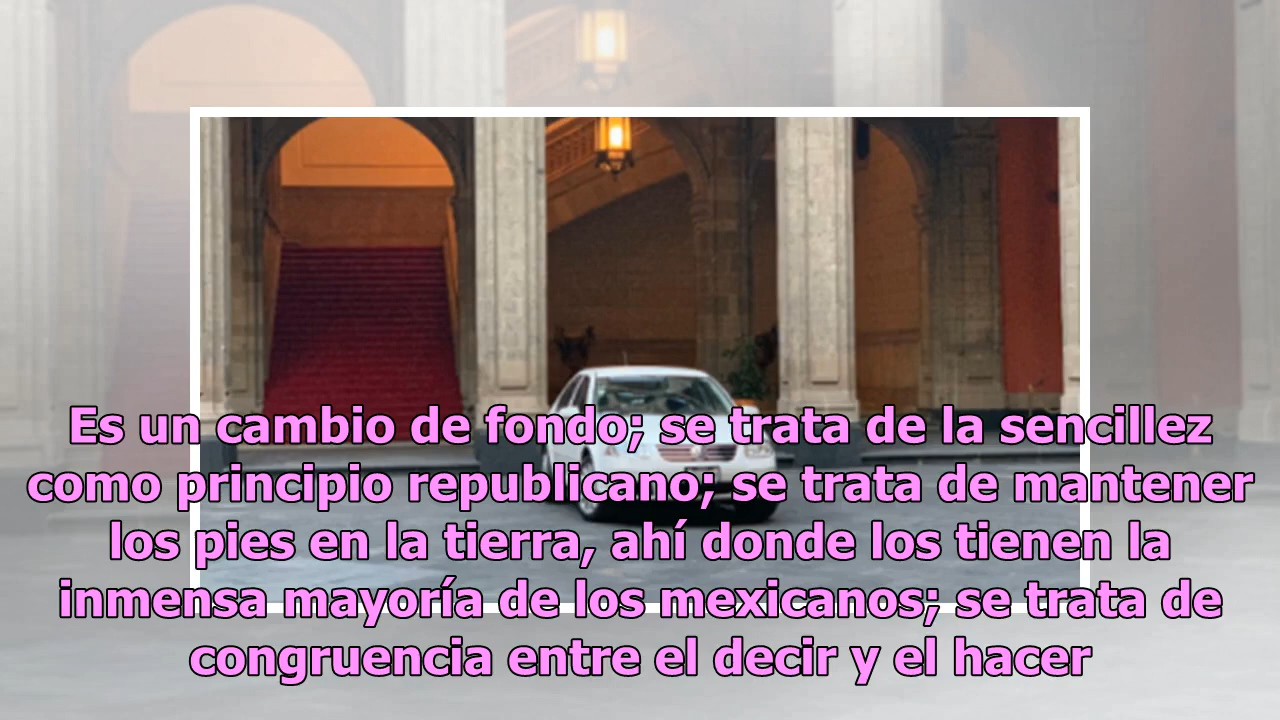 Es un cambio de fondo; se trata de la sencillez
como principio republicano; se trata de mantener
los pies en la tierra, ahí donde los tienen la
inmensa mayoría de los mexicanos; se trata de
congruencia entre el decir y el hacer